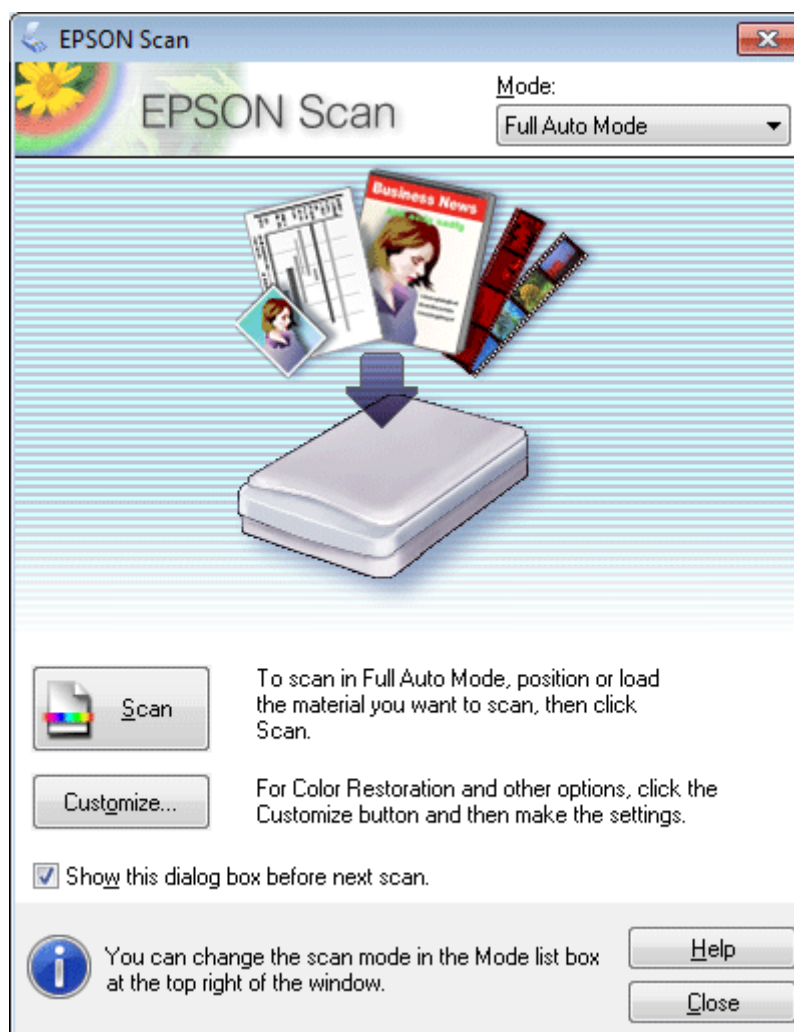 EPSON Scan
EPSON Scan
Mode:
Full Auto Mode
Business News
Scan
To scan in Full Auto Mode, position or load
the material you want to scan, then click
Scan.
Customize...
For Color Restoration and other options, click the
Customize button and then make the settings.
Show this dialog box before next scan.
You can change the scan mode in the Mode list box
at the top right of the window.
Help
Close